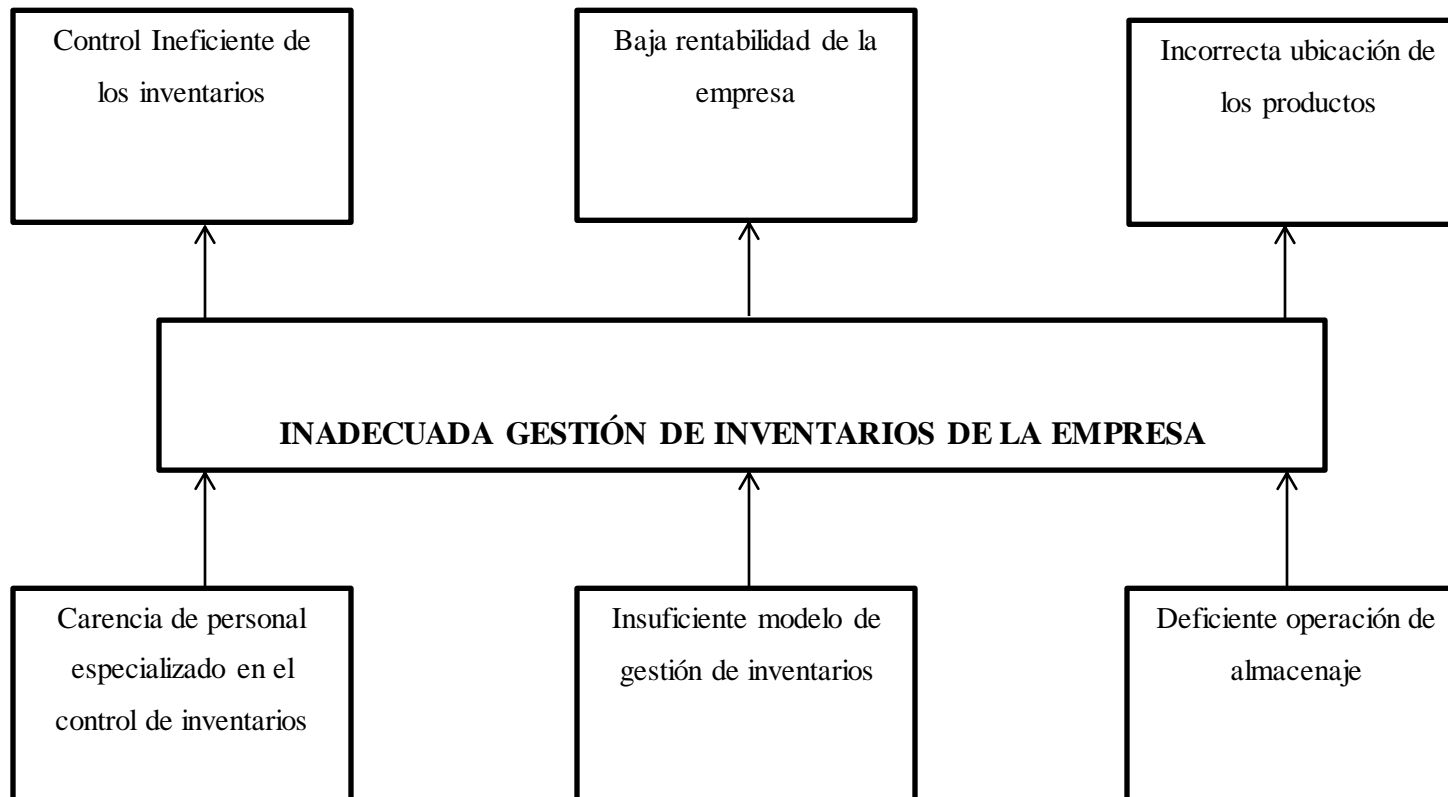 Control Ineficiente de
los inventarios
Baja rentabilidad de la
empresa
Incorrecta ubicación de
los productos
INADECUADA GESTIÓN DE INVENTARIOS DE LA EMPRESA
Carencia de personal
especializado en el
control de inventarios
Insuficiente modelo de
gestión de inventarios
Deficiente operación de
almacenaje